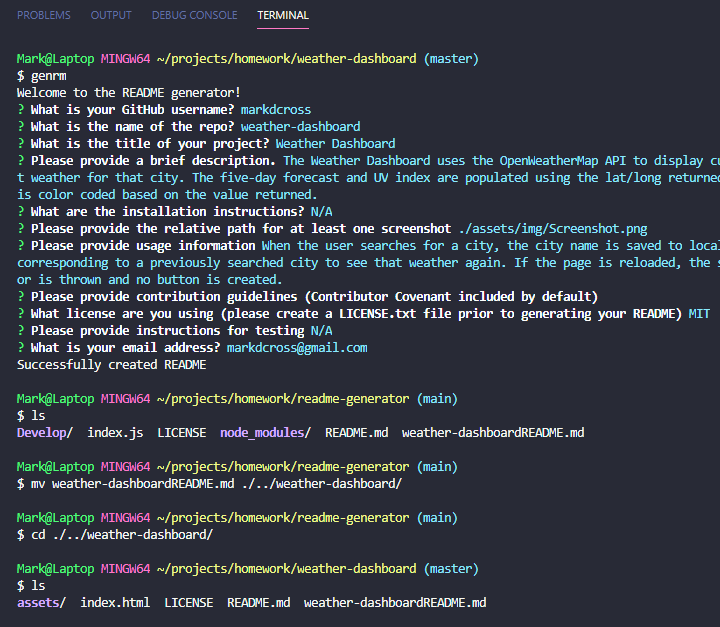 PROBLEMS OUTPUT DEBUG CONSOLE TERMINAL
Mark@Laptop MINGW64 ~/projects/homework/weather-dashboard (master)
$ genrm
Welcome to the README generator!
? What is your GitHub username? markdcross
? What is the name of the repo? weather-dashboard
? What is the title of your project? Weather Dashboard
? Please provide a brief description. The Weather Dashboard uses the OpenWeatherMap API to display cu
t weather for that city. The five-day forecast and UV index are populated using the lat/long returned
is color coded based on the value returned.
? What are the installation instructions? N/A
? Please provide the relative path for at least one screenshot ./assets/img/Screenshot.png
? Please provide usage information When the user searches for a city, the city name is saved to local
corresponding to a previously searched city to see that weather again. If the page is reloaded, the s
or is thrown and no button is created.
? Please provide contribution guidelines (Contributor Covenant included by default)
? What license are you using (please create a LICENSE.txt file prior to generating your README) MIT
? Please provide instructions for testing N/A
? What is your email address? markdcross@gmail.com
Successfully created README
Mark@Laptop MINGW64 ~/projects/homework/readme-generator (main)
$ ls
Develop/ index.js LICENSE node_modules/ README.md weather-dashboardREADME.md
Mark@Laptop MINGW64 ~/projects/homework/readme-generator (main)
$ mv weather-dashboardREADME.md ./../weather-dashboard/
Mark@Laptop MINGW64 ~/projects/homework/readme-generator (main)
$ cd ./../weather-dashboard/
Mark@Laptop MINGW64 ~/projects/homework/weather-dashboard (master)
$ ls
assets/ index.html LICENSE README.md weather-dashboardREADME.md